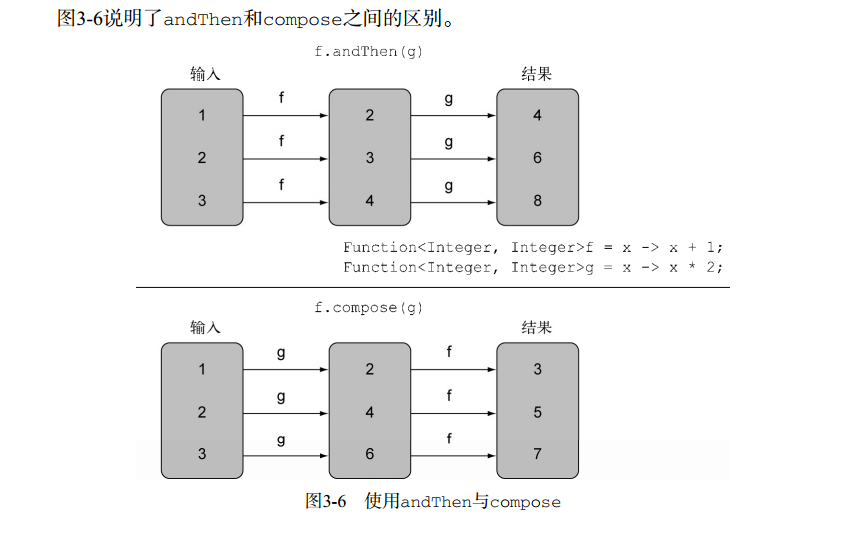 图3-6说明了andThen和compose之间的区别。
f.andThen(g)
输入 结果
f g
1 2 4
f g
2 3 6
f g
3 4 8
Function<Integer, Integer>f = x -> x + 1;
Function<Integer, Integer>g = x -> x * 2;
f.compose(g)
输入 结果
g f
1 2 3
g f
2 4 5
g f
3 6 7
图3-6 使用andThen与compose